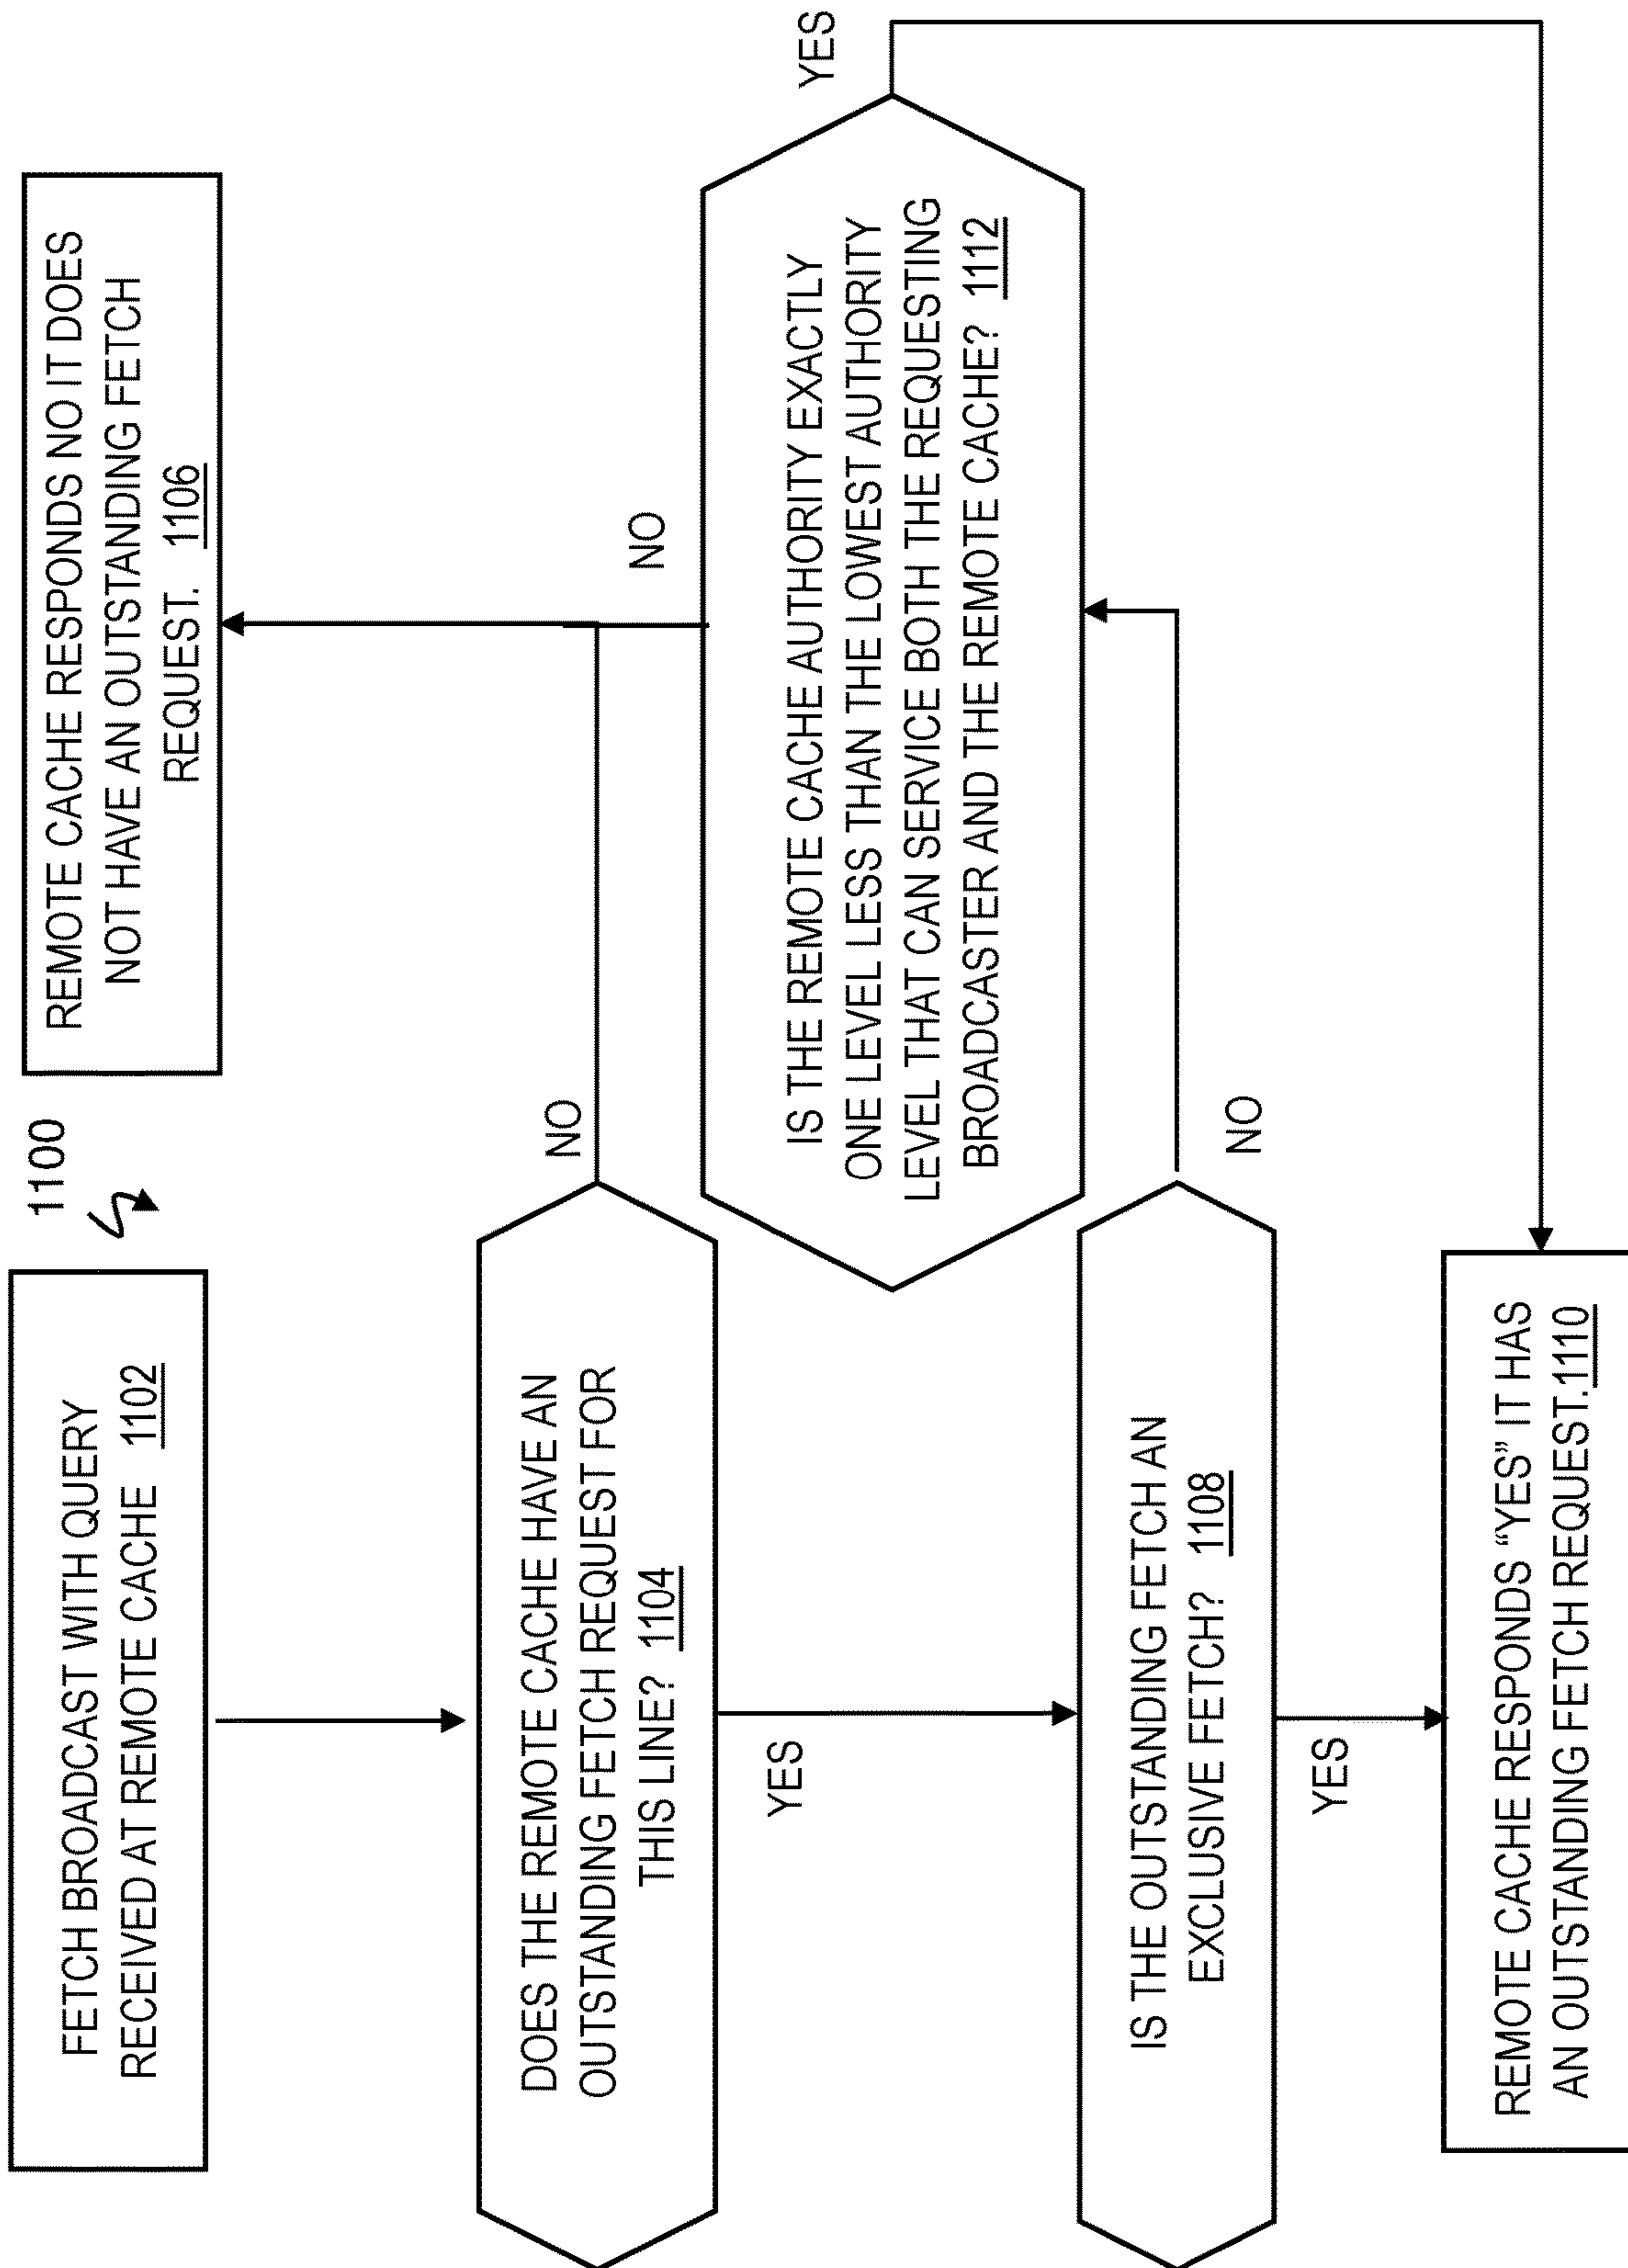 1100
FETCH BROADCAST WITH QUERY
RECEIVED AT REMOTE CACHE 1102
DOES THE REMOTE CACHE HAVE AN
OUTSTANDING FETCH REQUEST FOR
THIS LINE? 1104
NO
YES
REMOTE CACHE RESPONDS NO IT DOES
NOT HAVE AN OUTSTANDING FETCH
REQUEST. 1106
IS THE OUTSTANDING FETCH AN
EXCLUSIVE FETCH? 1108
NO
YES
IS THE REMOTE CACHE AUTHORITY EXACTLY
ONE LEVEL LESS THAN THE LOWEST AUTHORITY
LEVEL THAT CAN SERVICE BOTH THE REQUESTING
BROADCASTER AND THE REMOTE CACHE? 1112
NO
YES
REMOTE CACHE RESPONDS “YES” IT HAS
AN OUTSTANDING FETCH REQUEST.1110